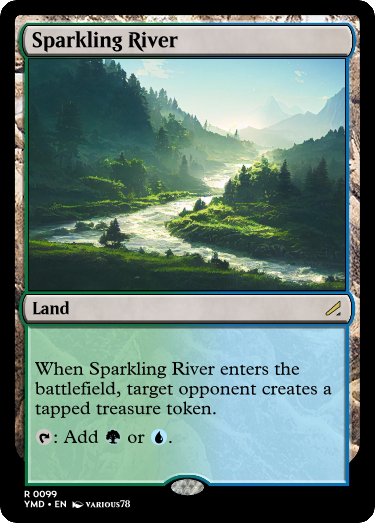 Sparkling River
Land
When Sparkling River enters the
battlefield, target opponent creates a
tapped treasure token.
: Add or .
R 0099
YMD • EN VARIOUS78